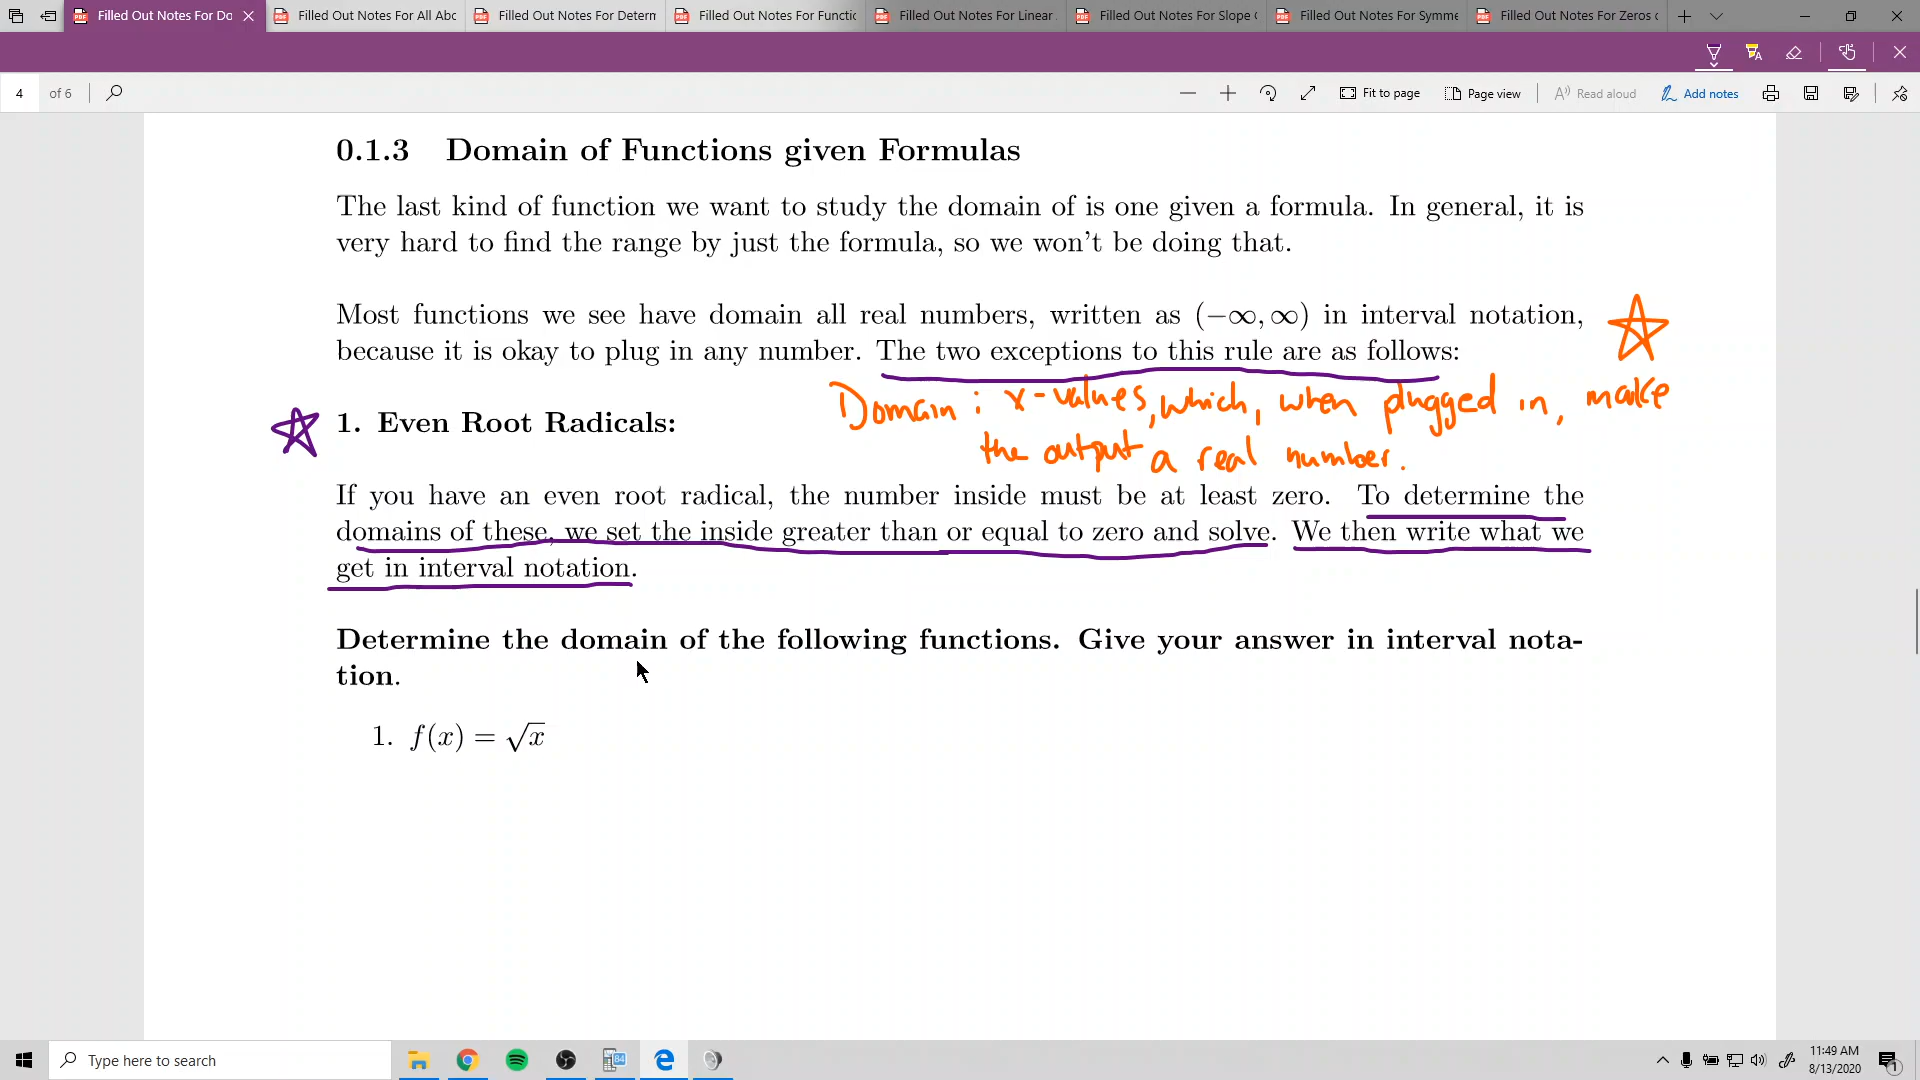 Filled Out Notes For Do
Filled Out Notes For All Abo
Filled Out Notes For Determ
Filled Out Notes For Functio
Filled Out Notes For Linear
Filled Out Notes For Slope
Filled Out Notes For Symme
Filled Out Notes For Zeros
4 of 6
Fit to page
Page view
Read aloud
Add notes
0.1.3 Domain of Functions given Formulas
The last kind of function we want to study the domain of is one given a formula. In general, it is
very hard to find the range by just the formula, so we won't be doing that.
Most functions we see have domain all real numbers, written as (−∞, ∞) in interval notation,
because it is okay to plug in any number. The two exceptions to this rule are as follows:
Domain : x-values, which, when plugged in, make
the output a real number.
1. Even Root Radicals:
If you have an even root radical, the number inside must be at least zero. To determine the
domains of these, we set the inside greater than or equal to zero and solve. We then write what we
get in interval notation.
Determine the domain of the following functions. Give your answer in interval nota-
tion.
1. f(x) = √x
Type here to search
84
11:49 AM
8/13/2020
1